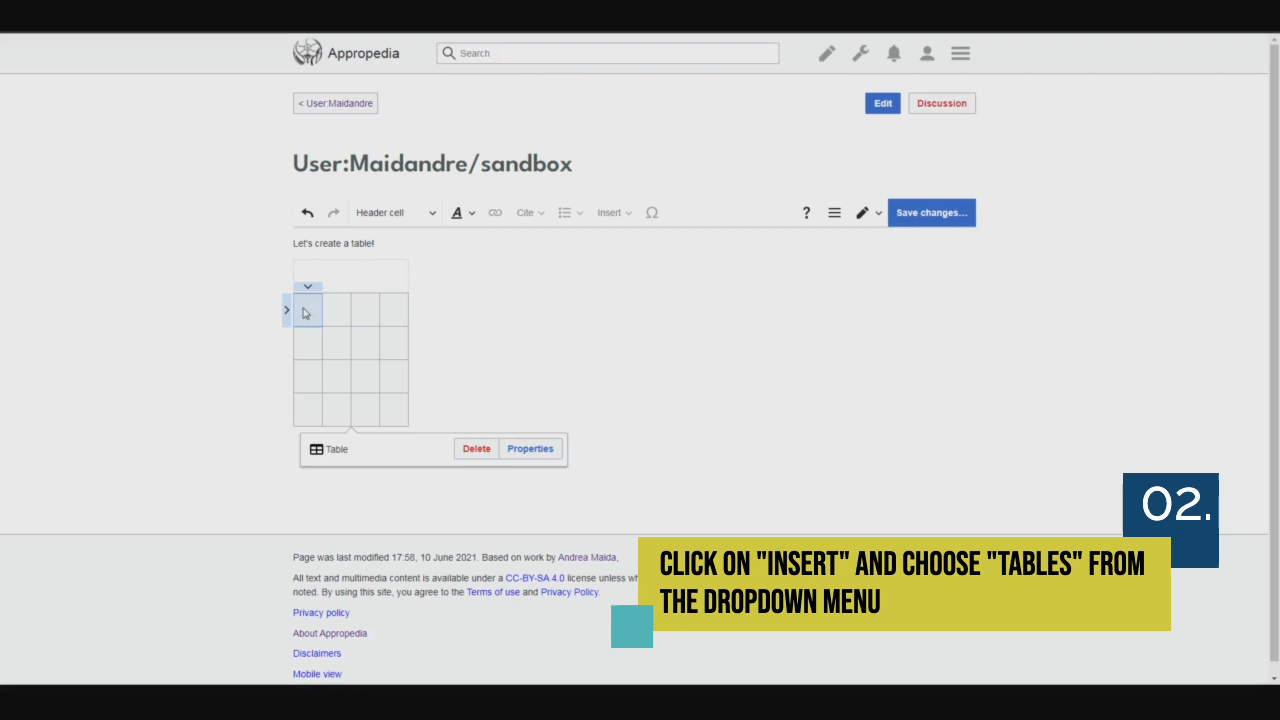 Appropedia
Search
< User:Maidandre
Edit
Discussion
User:Maidandre/sandbox
Header cell
A
Cite
Insert
Ω
?
Save changes...
Let's create a table!
Table
Delete
Properties
02.
CLICK ON "INSERT" AND CHOOSE "TABLES" FROM
THE DROPDOWN MENU
Page was last modified 17:58, 10 June 2021. Based on work by Andrea Maida,
All text and multimedia content is available under a CC-BY-SA 4.0 license unless
noted. By using this site, you agree to the Terms of use and Privacy Policy.
Privacy policy
About Appropedia
Disclaimers
Mobile view